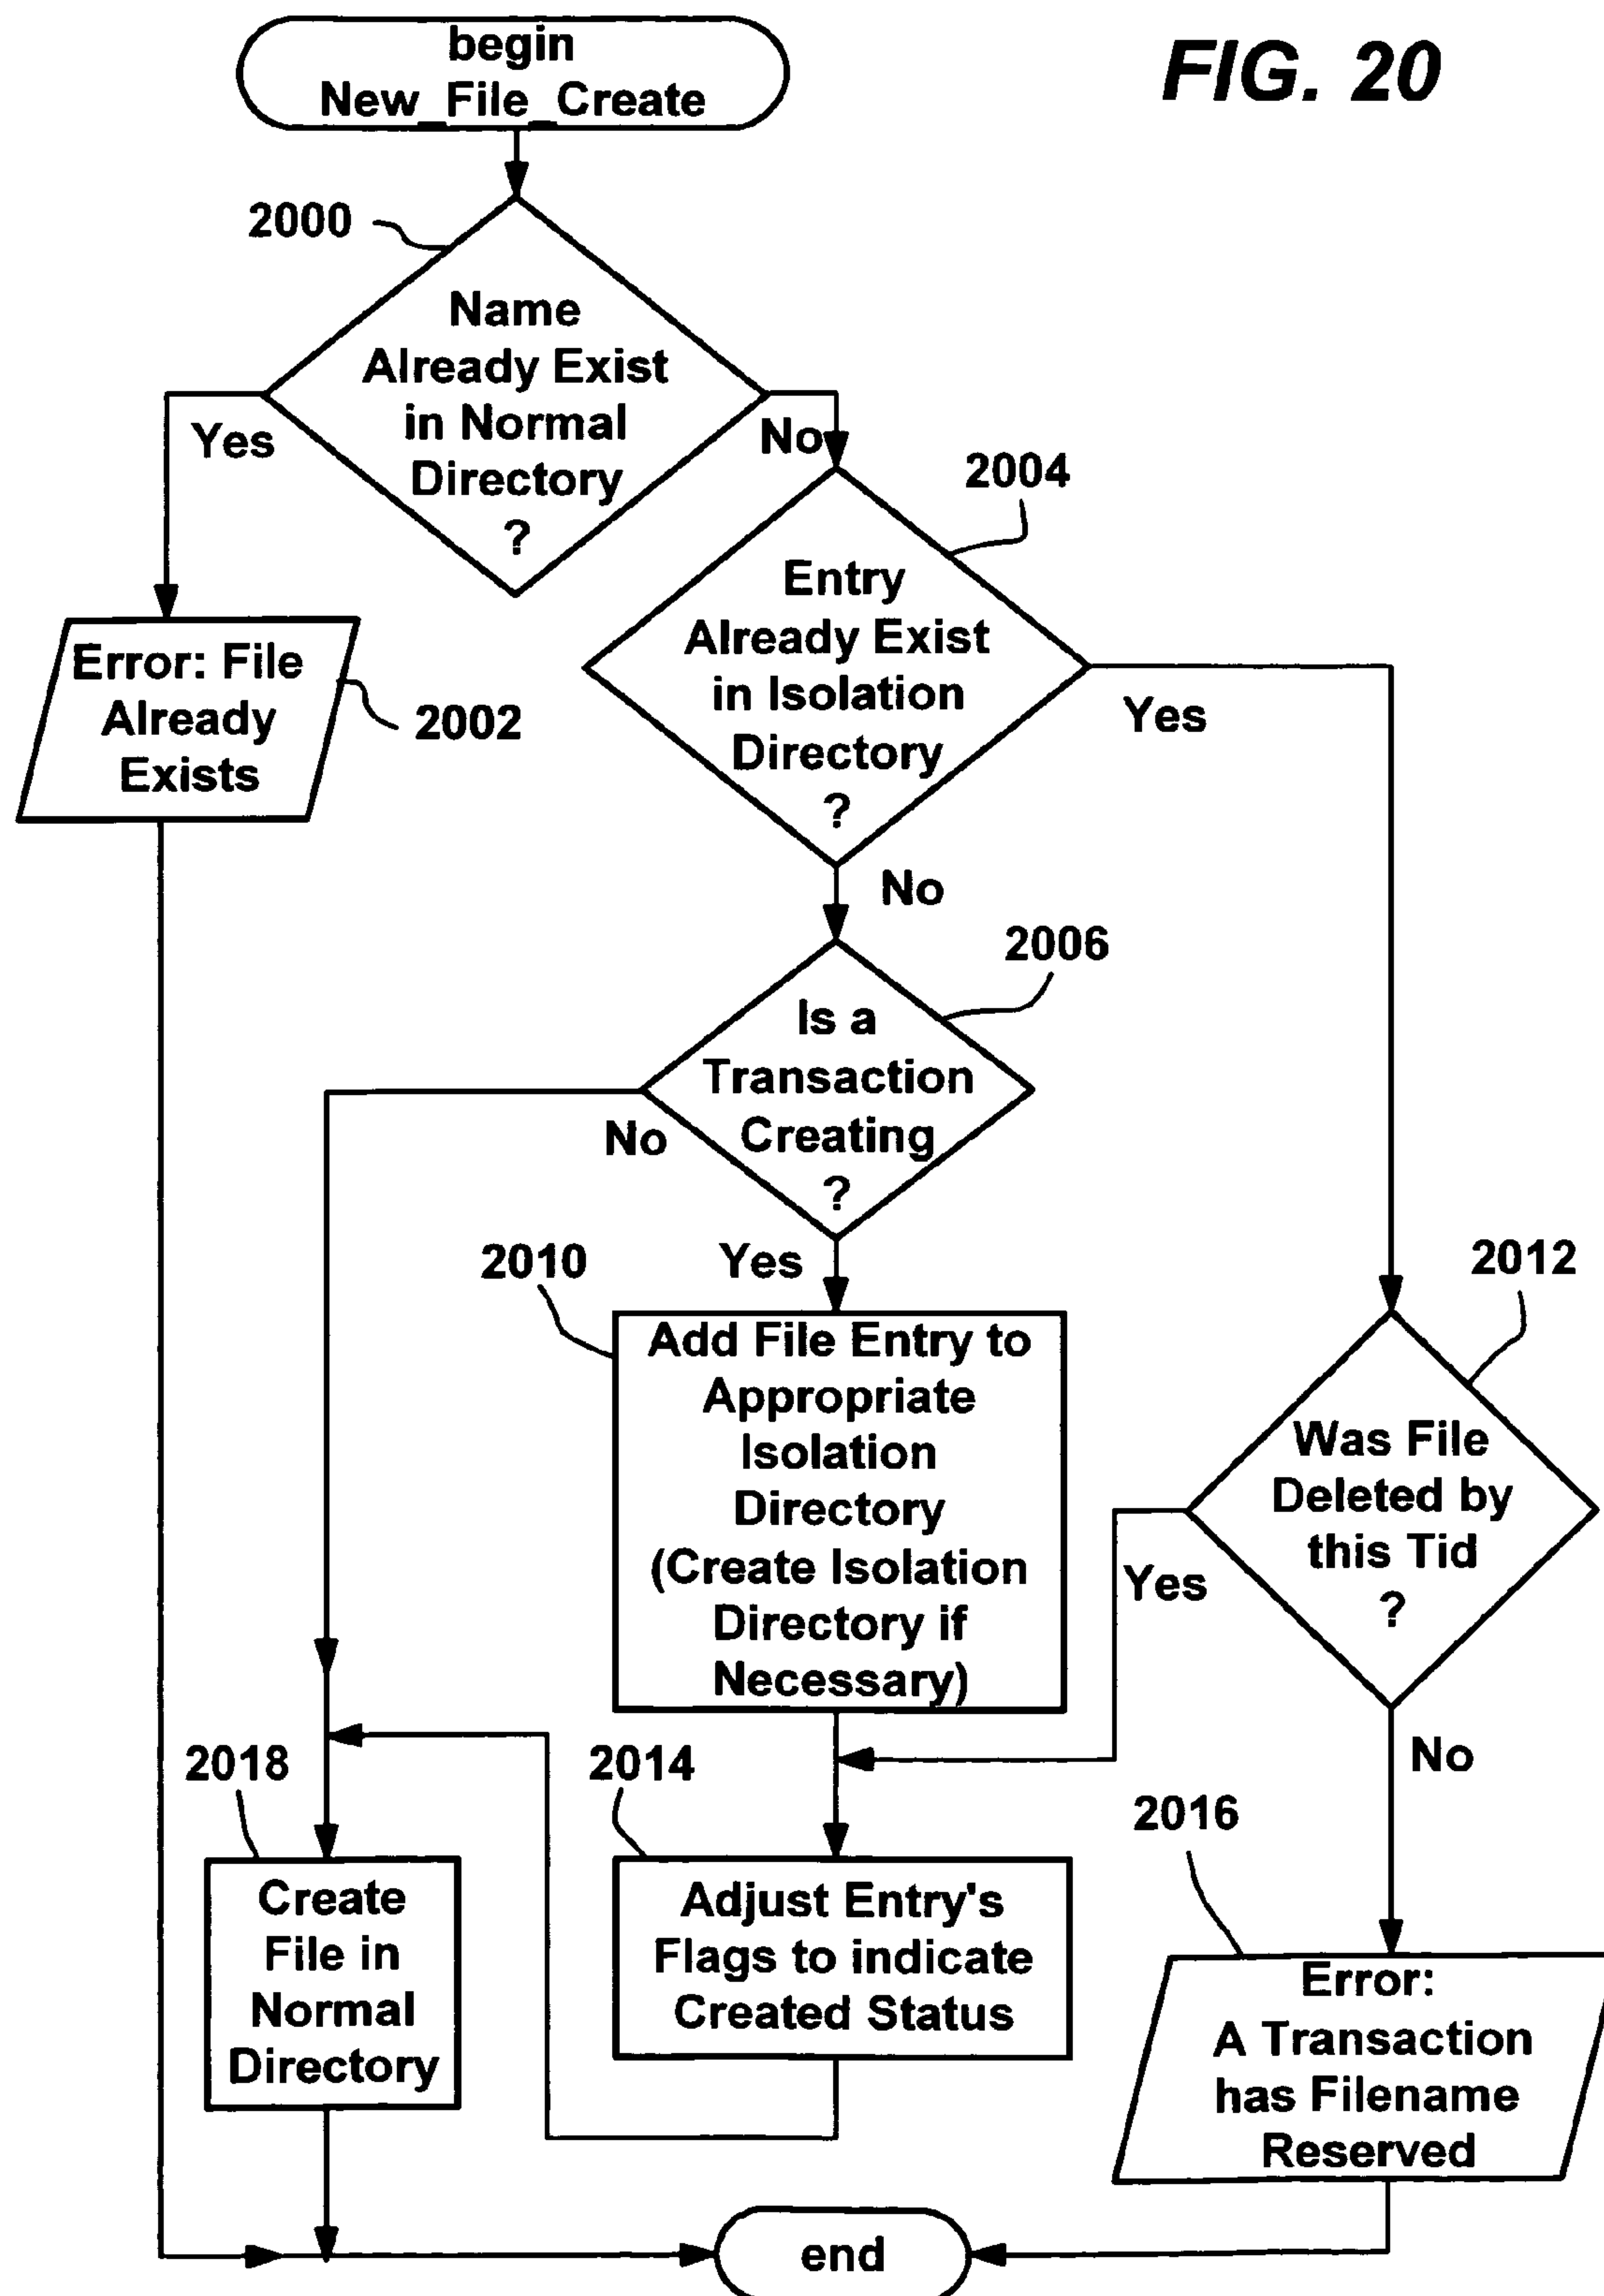 begin
New_File_Create
FIG. 20
2000
Name
Already Exist
in Normal
Directory
?
Yes
No
2004
Entry
Already Exist
in Isolation
Directory
?
Yes
Error: File
Already
Exists
2002
No
2006
Is a
Transaction
Creating
?
No
Yes
2010
Add File Entry to
Appropriate
Isolation
Directory
(Create Isolation
Directory if
Necessary)
2012
Was File
Deleted by
this Tid
?
Yes
No
2018
Create
File in
Normal
Directory
2014
Adjust Entry's
Flags to indicate
Created Status
2016
Error:
A Transaction
has Filename
Reserved
end